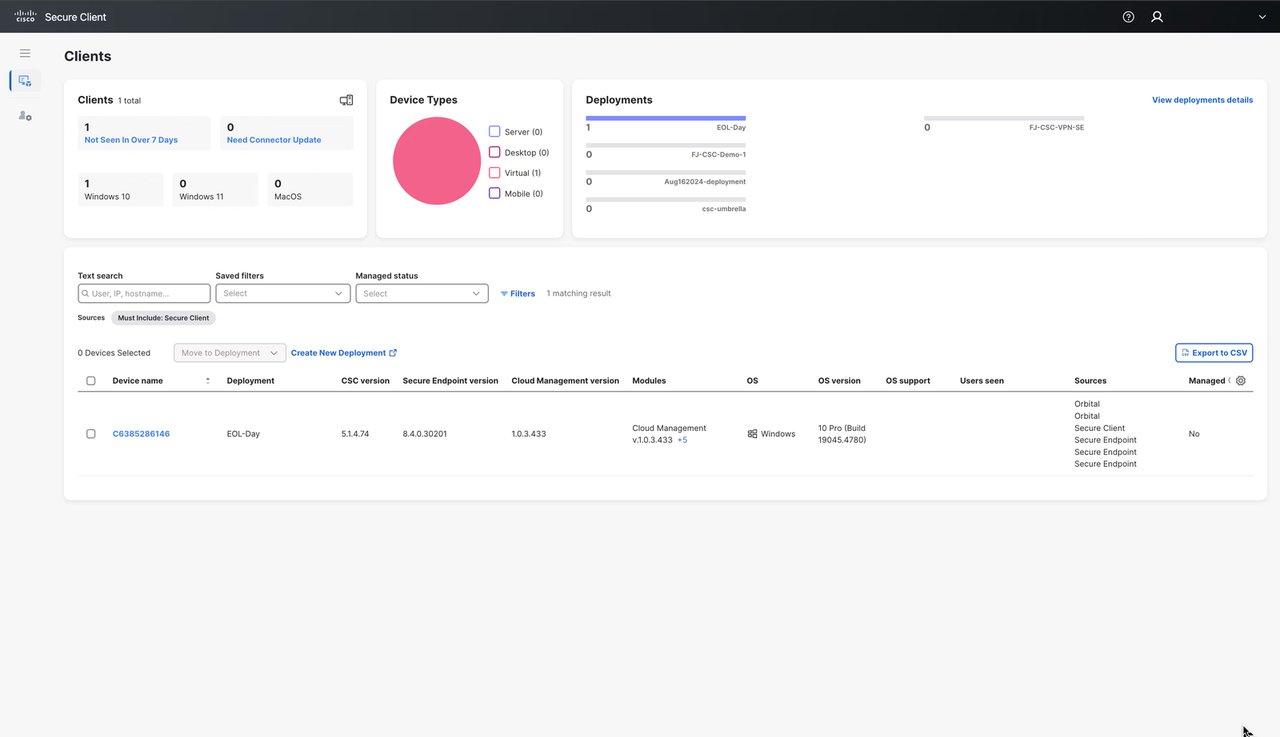 cisco Secure Client
Clients
Clients 1 total
1
Not Seen In Over 7 Days
0
Need Connector Update
1
Windows 10
0
Windows 11
0
MacOS
Device Types
Server (0)
Desktop (0)
Virtual (1)
Mobile (0)
Deployments
View deployments details
1 EOL-Day
0 FJ-CSC-Demo-1
0 Aug162024-deployment
0 csc-umbrella
0 FJ-CSC-VPN-SE
Text search
User, IP, hostname...
Saved filters
Select
Managed status
Select
Filters
1 matching result
Sources Must Include: Secure Client
0 Devices Selected Move to Deployment Create New Deployment Export to CSV
Device name Deployment CSC version Secure Endpoint version Cloud Management version Modules OS OS version OS support Users seen Sources Managed (
C6385286146 EOL-Day 5.1.4.74 8.4.0.30201 1.0.3.433
Cloud Management
v.1.0.3.433 +5
Windows
10 Pro (Build
19045.4780)
Orbital
Orbital
Secure Client
Secure Endpoint
Secure Endpoint
Secure Endpoint
No